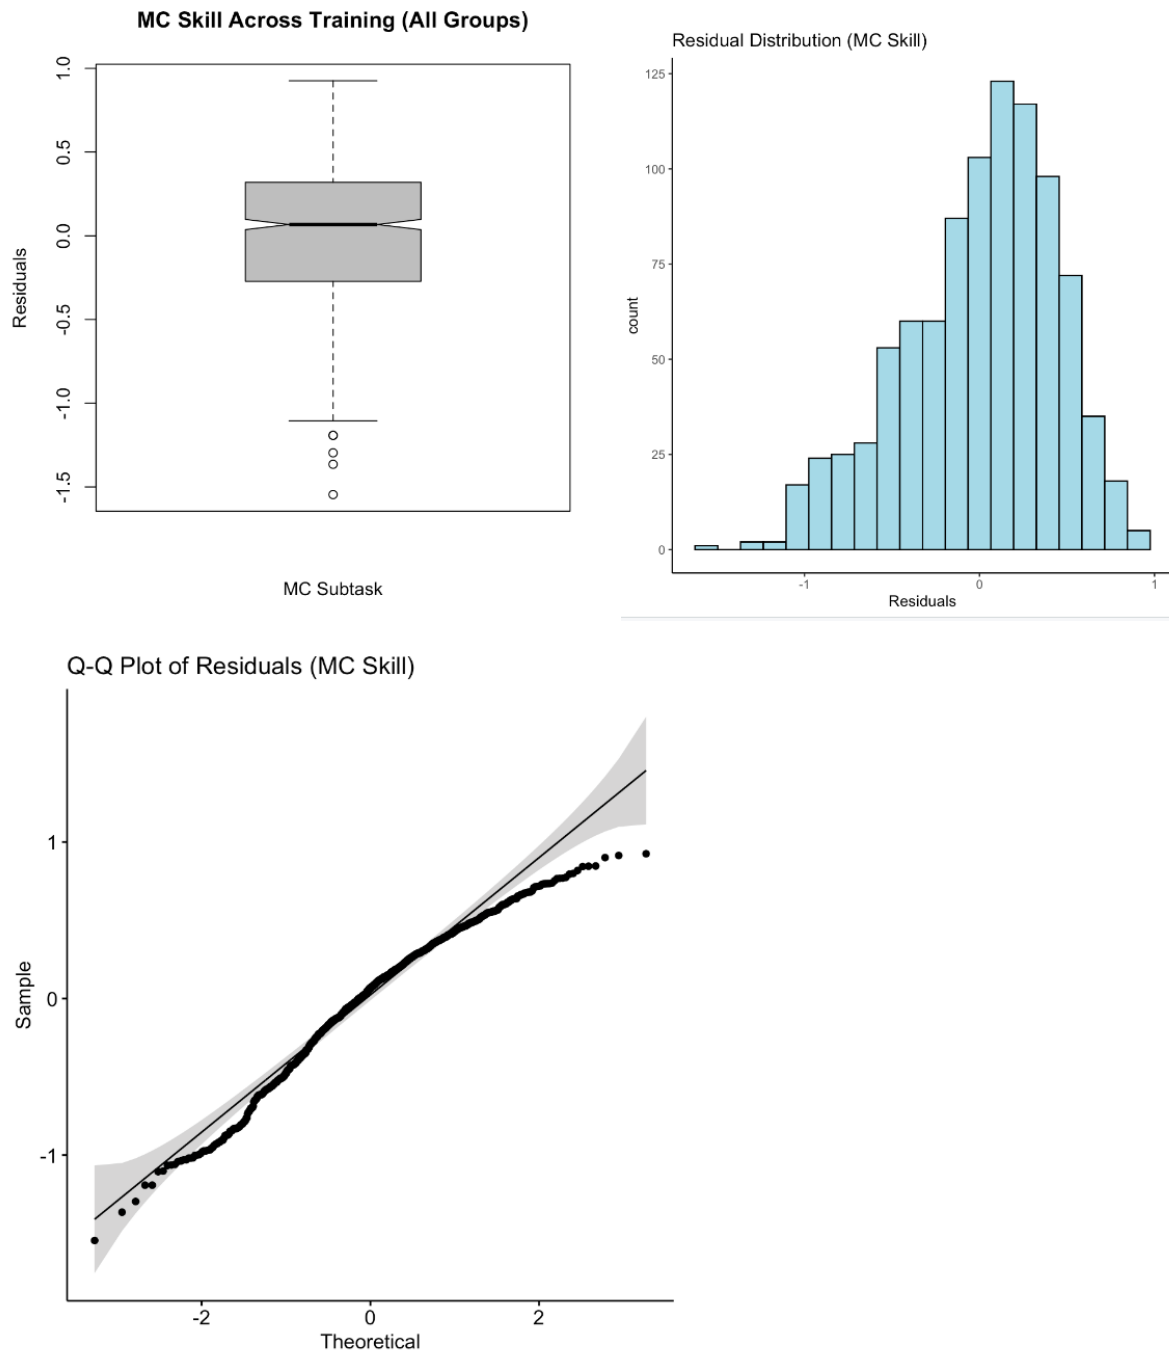 MC Skill Across Training (All Groups)
1.0
0.5
0.0
-0.5
-1.0
-1.5
Residuals
MC Subtask
Residual Distribution (MC Skill)
125
100
75
50
25
0
count
-1
0
1
Residuals
Q-Q Plot of Residuals (MC Skill)
1
0
-1
Sample
-2
0
2
Theoretical